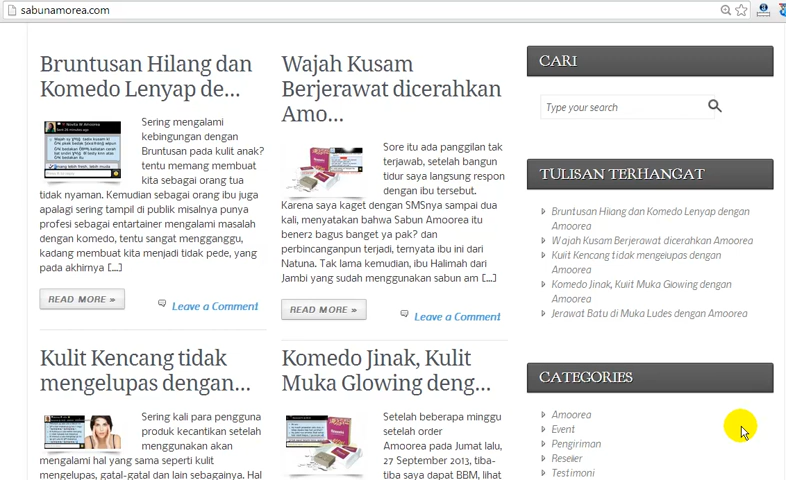 sabunamorea.com
Bruntusan Hilang dan
Komedo Lenyap de...
Sering mengalami
kebingungan dengan
Bruntusan pada kulit anak?
tentu memang membuat
kita sebagai orang tua
tidak nyaman. Kemudian sebagai orang ibu juga
apalagi sering tampil di publik misalnya punya
profesi sebagai entartainer mengalami masalah
dengan komedo, tentu sangat mengganggu,
kadang membuat kita menjadi tidak pede, yang
pada akhirnya [...]
READ MORE »
Leave a Comment
Wajah Kusam
Berjerawat dicerahkan
Amo...
Sore itu ada panggilan tak
terjawab, setelah bangun
tidur saya langsung respon
dengan ibu tersebut.
Karena saya kaget dengan SMSnya sampai dua
kali, menyatakan bahwa Sabun Amoorea itu
bener2 bagus banget ya pak? dan
perbincanganpun terjadi, ternyata ibu ini dari
Natuna. Tak lama kemudian, ibu Halimah dari
Jambi yang sudah menggunakan sabun am [...]
READ MORE »
Leave a Comment
Kulit Kencang tidak
mengelupas dengan...
Sering kali para pengguna
produk kecantikan setelah
menggunakan akan
mengalami hal yang sama seperti kulit
mengelupas, gatal-gatal dan lain sebagainya. Hal
Komedo Jinak, Kulit
Muka Glowing deng...
Setelah beberapa minggu
setelah order
Amoorea pada Jumat lalu,
27 September 2013, tiba-
tiba saya dapat BBM, lihat
CARI
Type your search
TULISAN TERHANGAT
Bruntusan Hilang dan Komedo Lenyap dengan
Amoorea
Wajah Kusam Berjerawat dicerahkan Amoorea
Kulit Kencang tidak mengelupas dengan
Amoorea
Komedo Jinak, Kulit Muka Glowing dengan
Amoorea
Jerawat Batu di Muka Ludes dengan Amoorea
CATEGORIES
Amoorea
Event
Pengiriman
Reseller
Testimoni